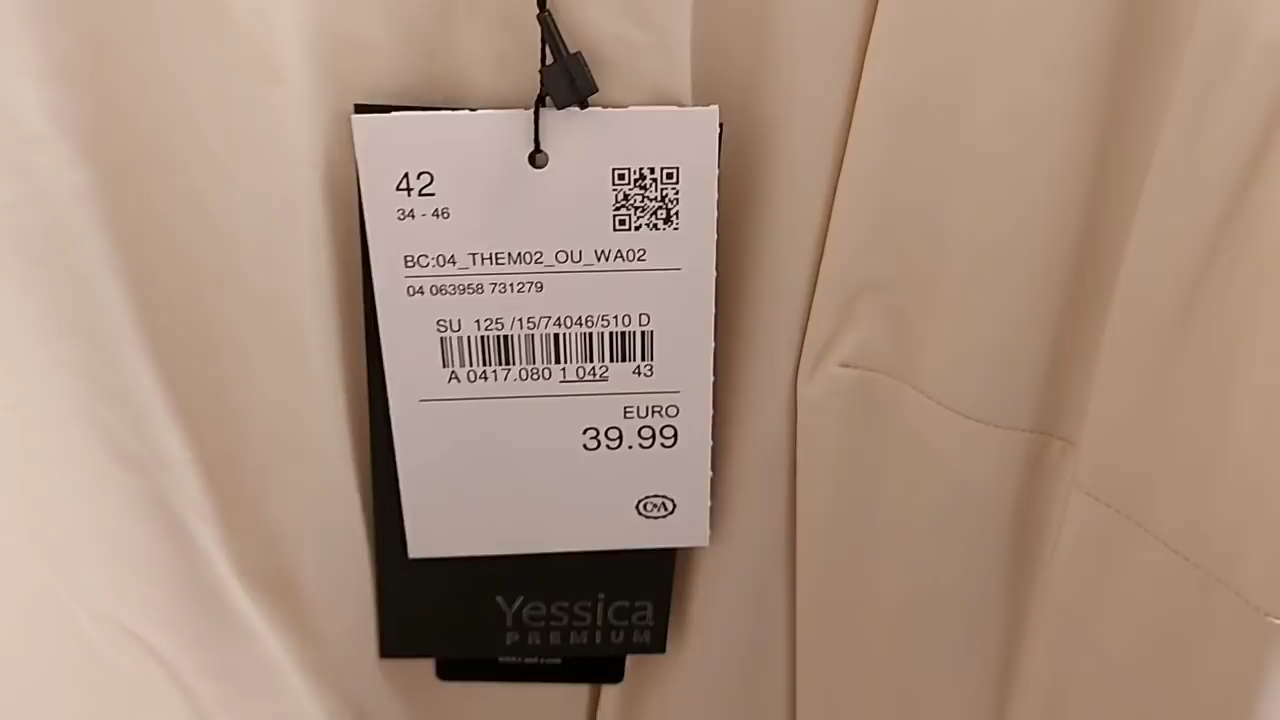 42
34 - 46
BC:04_THEM02_OU_WA02
04 063958 731279
SU 125 /15/74046/510 D
A 0417.080 1 042 43
EURO
39.99
C&A
Yessica
PREMIUM